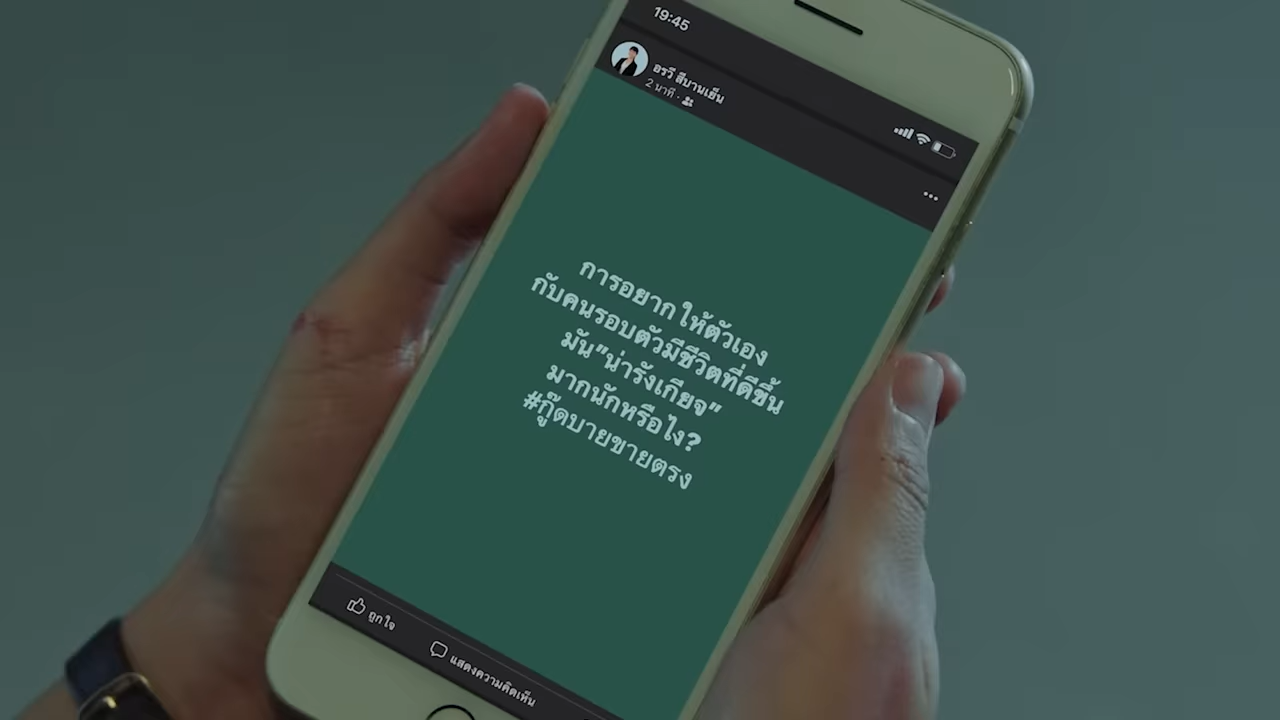 19:45
อรวี สีบานเย็น
2 นาที ·
การอยากให้ตัวเอง
กับคนรอบตัวมีชีวิตที่ดีขึ้น
มัน"น่ารังเกียจ"
มากนักหรือไง?
#กู๊ดบายขายตรง
ถูกใจ
แสดงความคิดเห็น